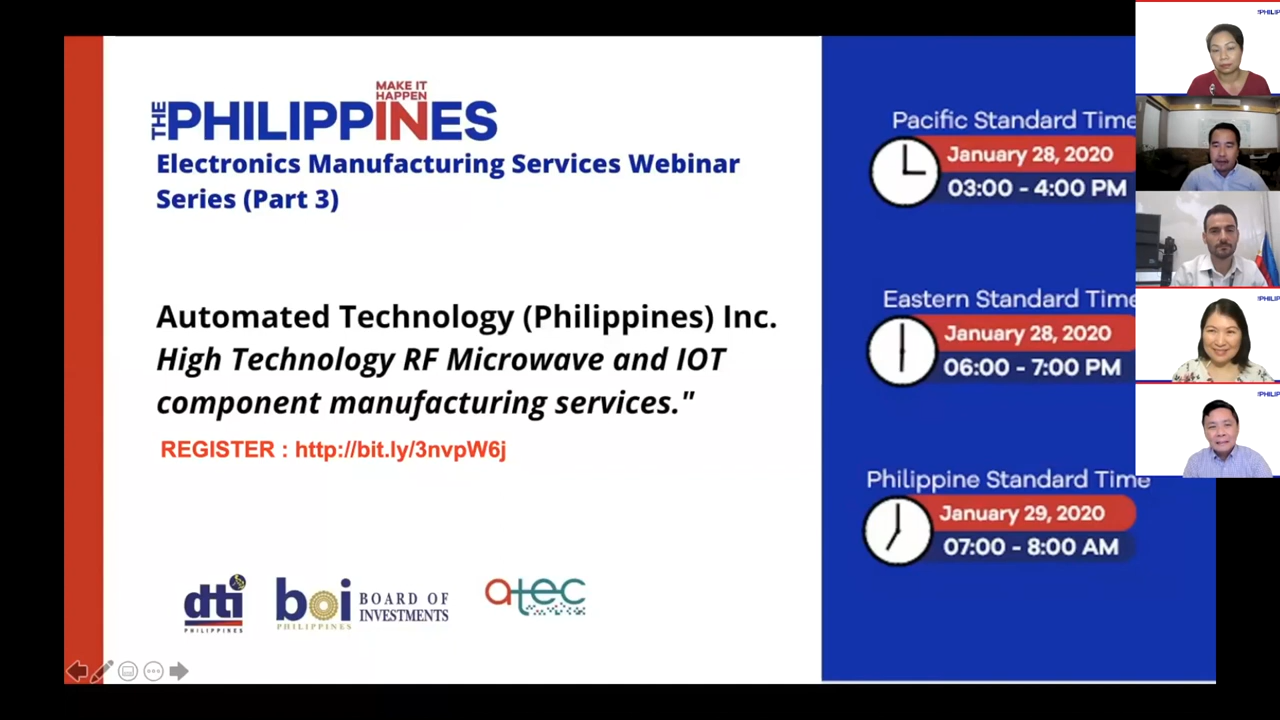 MAKE IT
HAPPEN
THE PHILIPPINES
Electronics Manufacturing Services Webinar
Series (Part 3)
Automated Technology (Philippines) Inc.
High Technology RF Microwave and IOT
component manufacturing services."
REGISTER : http://bit.ly/3nvpW6j
dti
PHILIPPINES
boi
PHILIPPINES
BOARD OF
INVESTMENTS
atec
Pacific Standard Time
January 28, 2020
03:00 - 4:00 PM
Eastern Standard Time
January 28, 2020
06:00 - 7:00 PM
Philippine Standard Time
January 29, 2020
07:00 - 8:00 AM